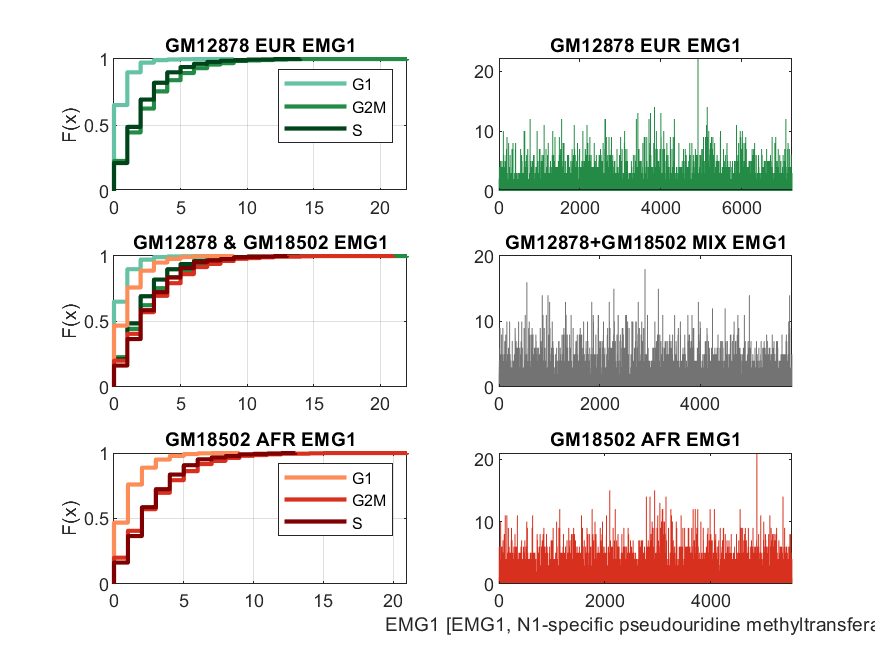 GM12878 EUR EMG1
F(x)
1
0.5
0
0 5 10 15 20
G1
G2M
S
GM12878 EUR EMG1
20
10
0
0 2000 4000 6000
GM12878 & GM18502 EMG1
F(x)
1
0.5
0
0 5 10 15 20
GM12878+GM18502 MIX EMG1
20
10
0
0 2000 4000
GM18502 AFR EMG1
F(x)
1
0.5
0
0 5 10 15 20
G1
G2M
S
GM18502 AFR EMG1
20
10
0
0 2000 4000
EMG1 [EMG1, N1-specific pseudouridine methyltransfera